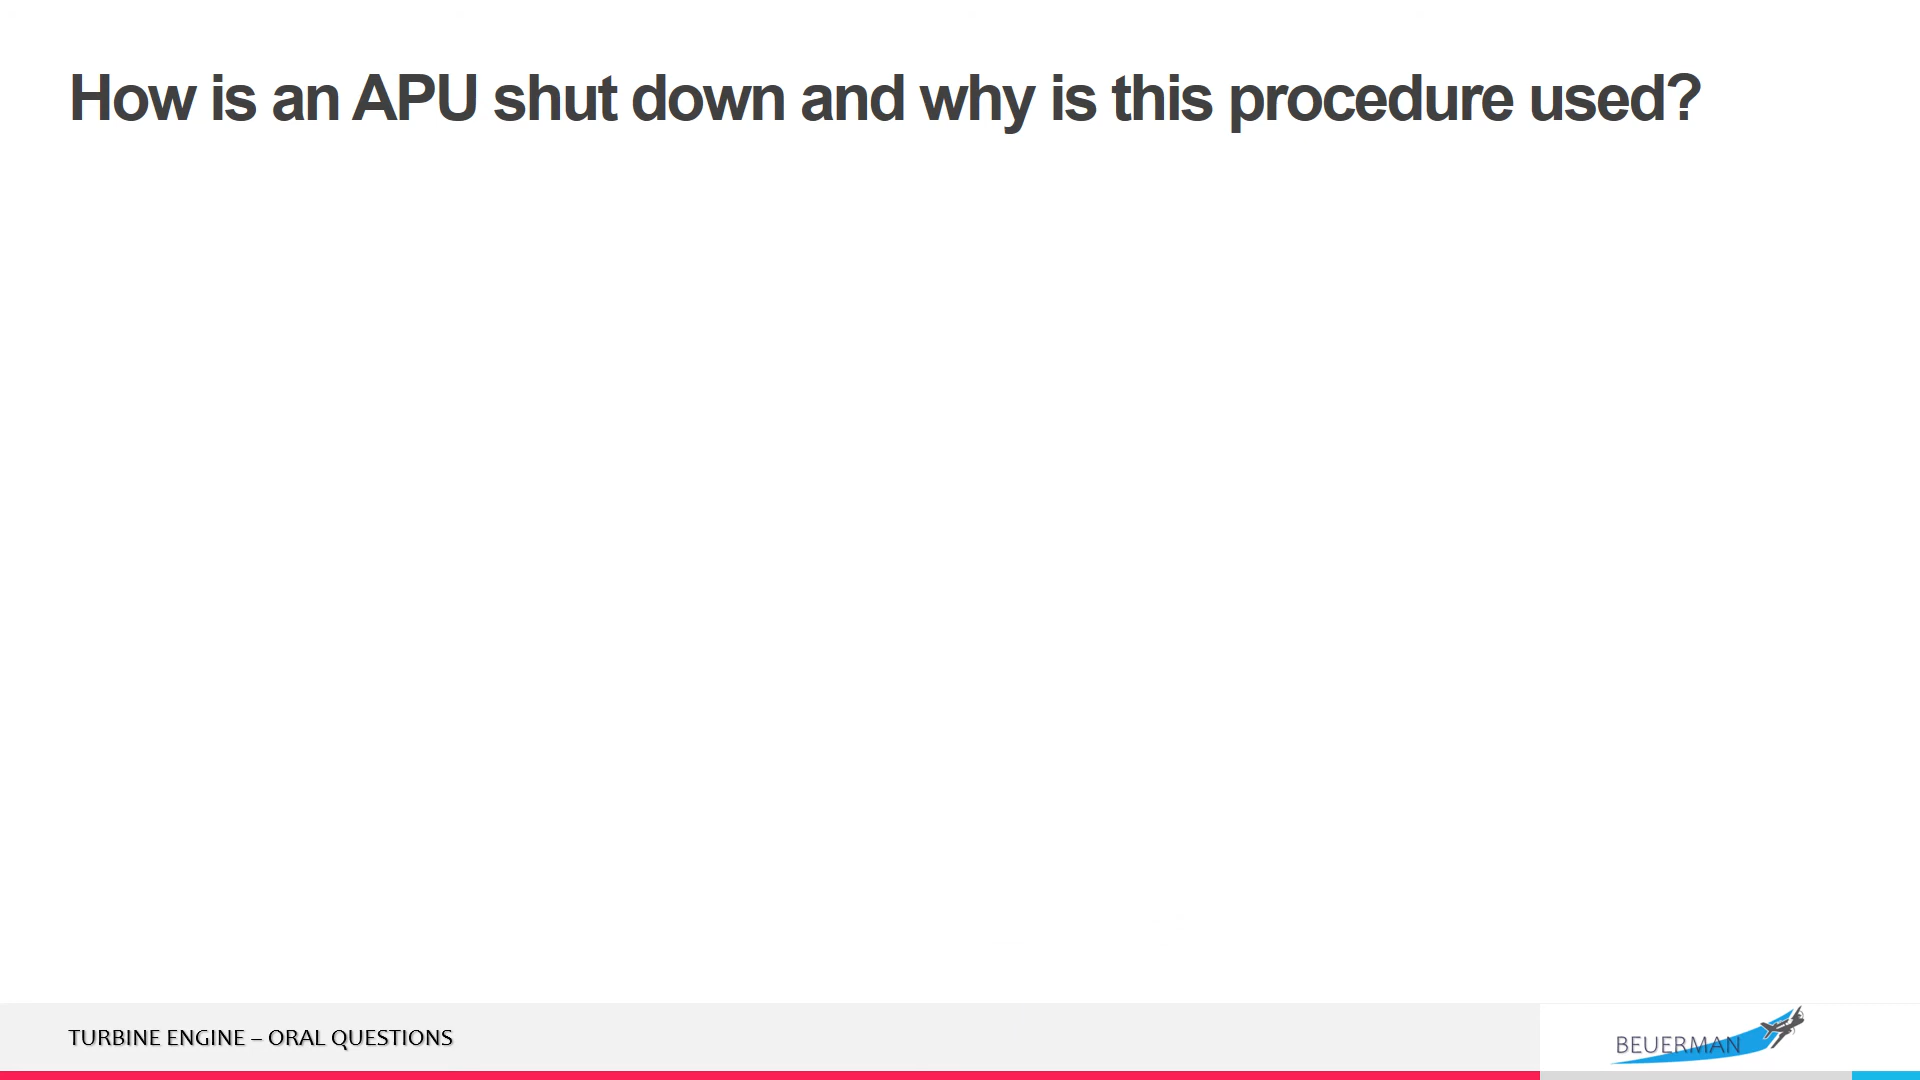 How is an APU shut down and why is this procedure used?
TURBINE ENGINE – ORAL QUESTIONS
BEUERMAN